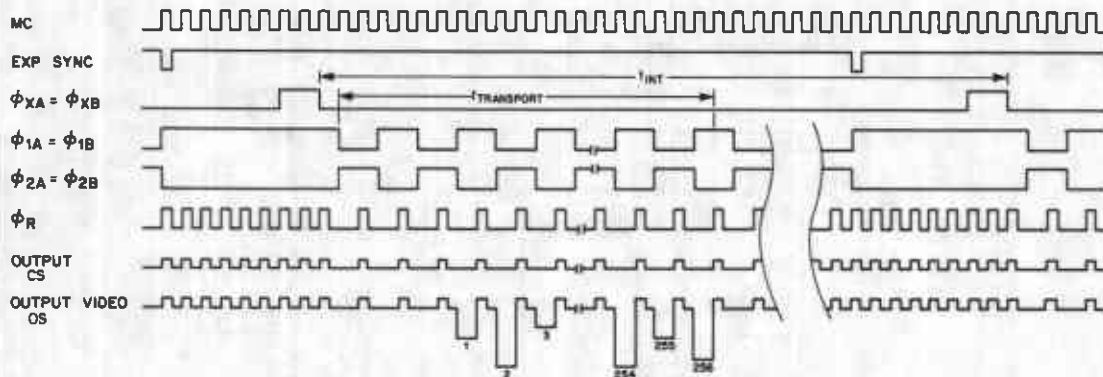 MC
EXP SYNC
tINT
ϕXA = ϕXB
tTRANSPORT
ϕ1A = ϕ1B
ϕ2A = ϕ2B
ϕR
OUTPUT
CS
OUTPUT VIDEO
OS
1
2
3
254
255
256